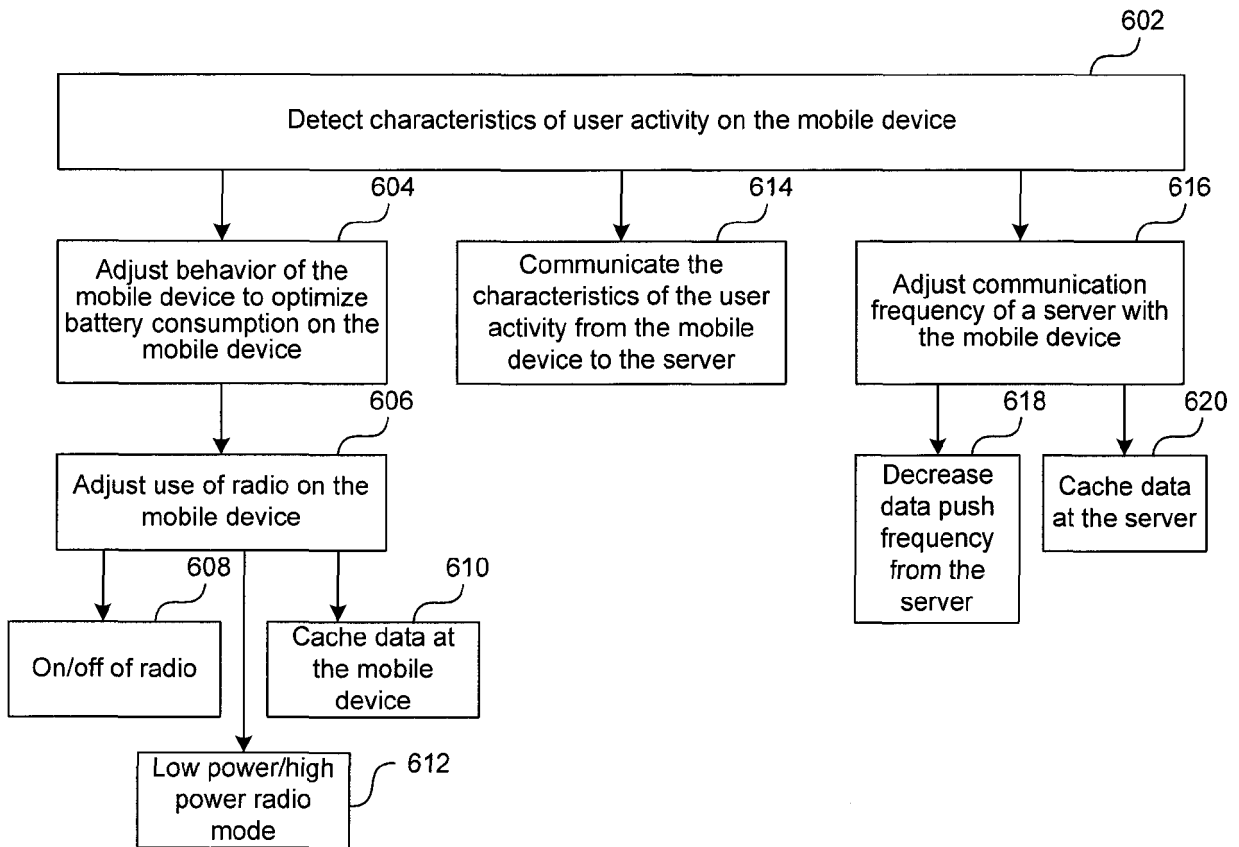 602
Detect characteristics of user activity on the mobile device
604
Adjust behavior of the
mobile device to optimize
battery consumption on the
mobile device
614
Communicate the
characteristics of the user
activity from the mobile
device to the server
616
Adjust communication
frequency of a server with
the mobile device
606
Adjust use of radio on the
mobile device
618
Decrease
data push
frequency
from the
server
620
Cache data
at the server
608
On/off of radio
610
Cache data at
the mobile
device
Low power/high
power radio
mode
612